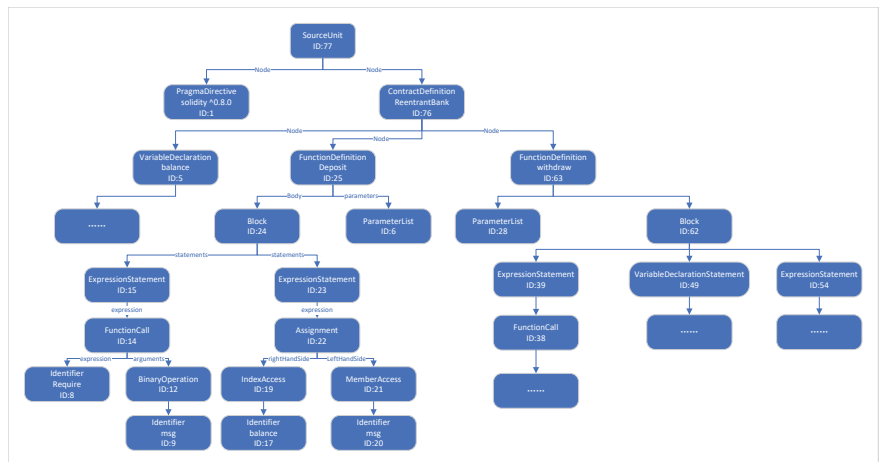 SourceUnit
ID:77
Node
Node
PragmaDirective
solidity ^0.8.0
ID:1
ContractDefinition
ReentrantBank
ID:76
Node
Node
Node
VariableDeclaration
balance
ID:5
FunctionDefinition
Deposit
ID:25
FunctionDefinition
withdraw
ID:63
Body
parameters
......
Block
ID:24
ParameterList
ID:6
ParameterList
ID:28
Block
ID:62
statements
statements
ExpressionStatement
ID:15
ExpressionStatement
ID:23
ExpressionStatement
ID:39
VariableDeclarationStatement
ID:49
ExpressionStatement
ID:54
expression
expression
FunctionCall
ID:14
Assignment
ID:22
FunctionCall
ID:38
......
......
expression
arguments
rightHandSide
LeftHandSide
Identifier
Require
ID:8
BinaryOperation
ID:12
IndexAccess
ID:19
MemberAccess
ID:21
......
Identifier
msg
ID:9
Identifier
balance
ID:17
Identifier
msg
ID:20